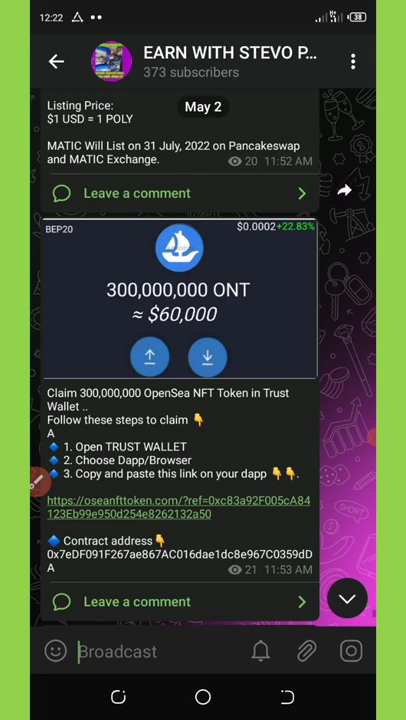 12:22
38
EARN WITH STEVO P...
373 subscribers
Listing Price:
$1 USD = 1 POLY
May 2
MATIC Will List on 31 July, 2022 on Pancakeswap
and MATIC Exchange.
20 11:52 AM
Leave a comment
BEP20
$0.0002+22.83%
300,000,000 ONT
≈ $60,000
Claim 300,000,000 OpenSea NFT Token in Trust
Wallet ..
Follow these steps to claim 👇
A
🔷 1. Open TRUST WALLET
🔷 2. Choose Dapp/Browser
🔷 3. Copy and paste this link on your dapp 👇👇.
https://oseanfttoken.com/?ref=0xc83a92F005cA84
123Eb99e950d254e8262132a50
🔷 Contract address👇
0x7eDF091F267ae867AC016dae1dc8e967C0359dD
A
21 11:53 AM
Leave a comment
Broadcast